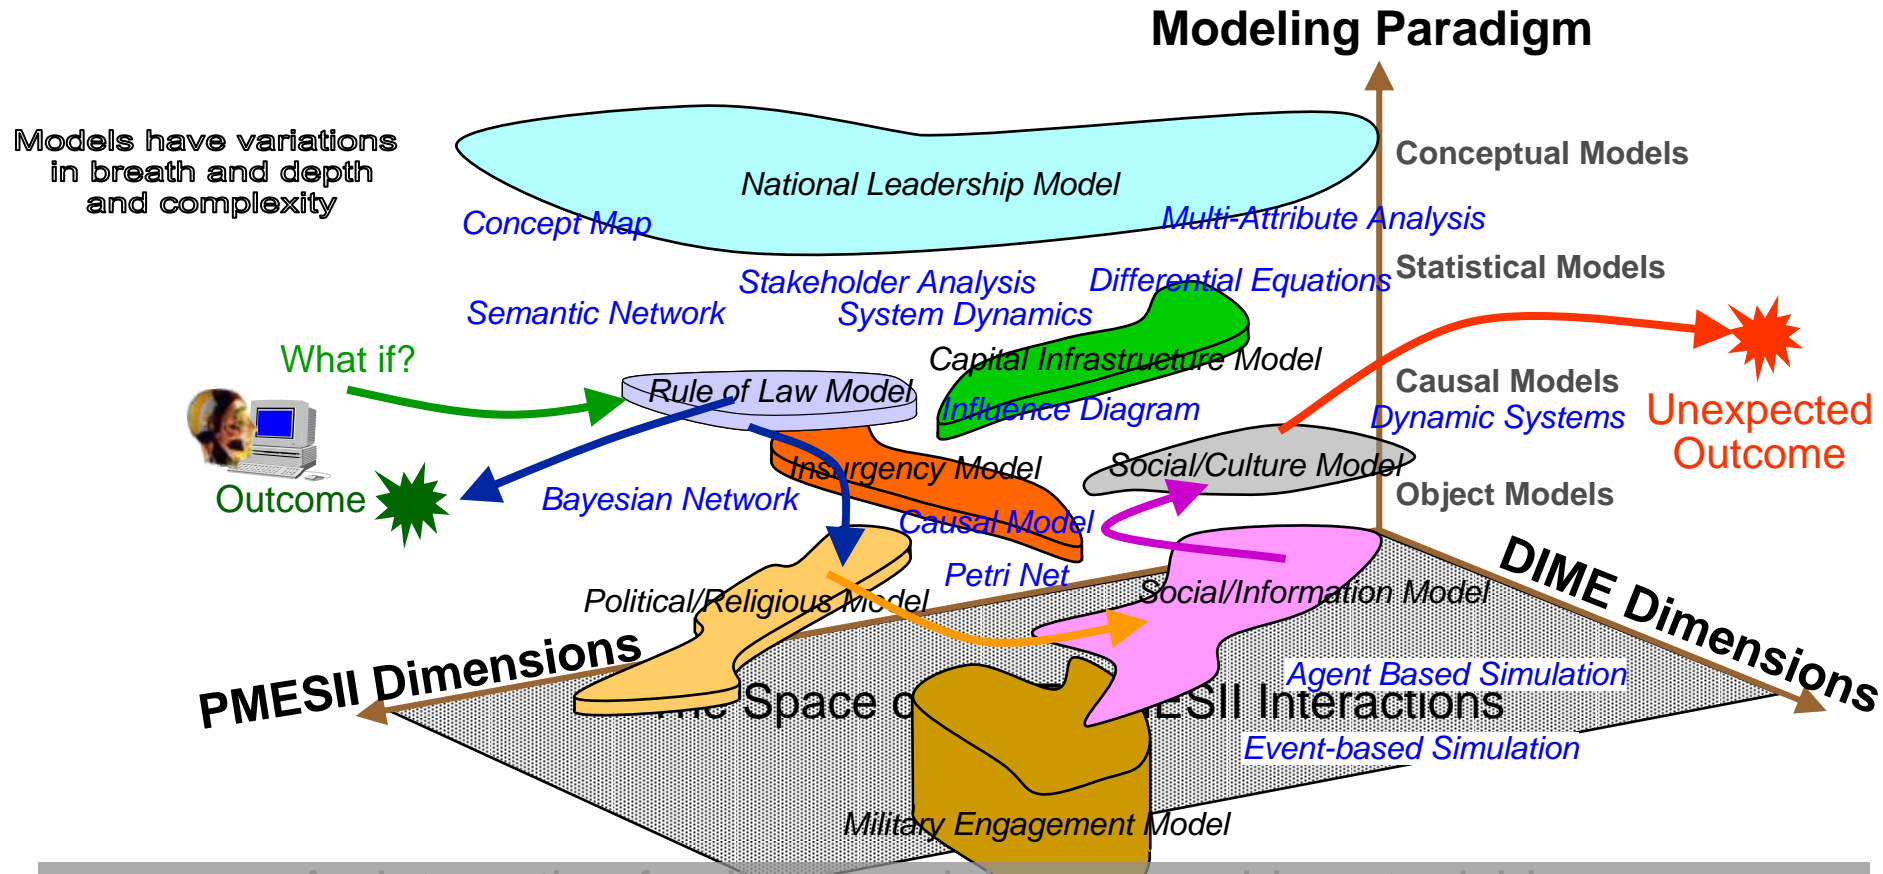 Modeling Paradigm
Models have variations
in breath and depth
and complexity
Conceptual Models
National Leadership Model
Concept Map
Multi-Attribute Analysis
Statistical Models
Stakeholder Analysis
Differential Equations
Semantic Network
System Dynamics
What if?
Capital Infrastructure Model
Rule of Law Model
Causal Models
Influence Diagram
Dynamic Systems
Unexpected
Outcome
Insurgency Model
Social/Culture Model
Outcome
Bayesian Network
Object Models
Causal Model
Petri Net
DIME Dimensions
Political/Religious Model
Social/Information Model
PMESII Dimensions
Agent Based Simulation
The Space
Interactions
Event-based Simulation
Military Engagement Model